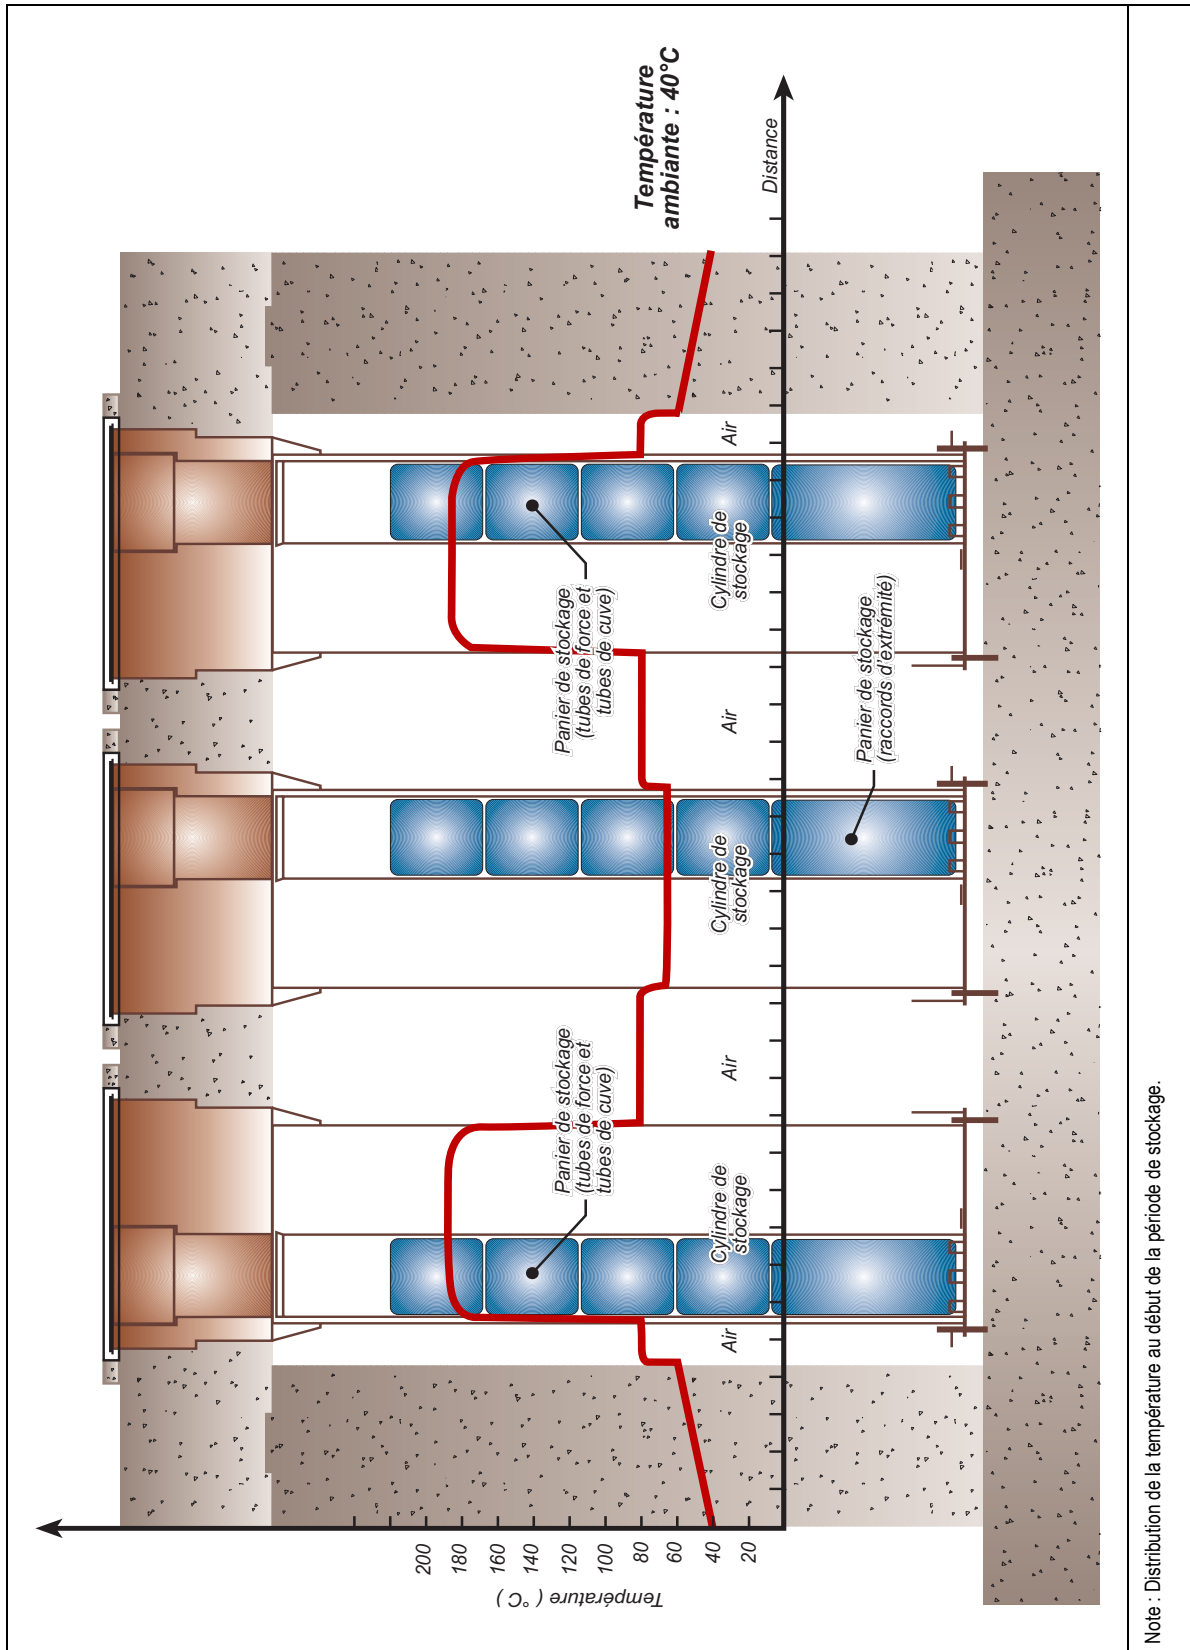 Température
ambiante : 40°C
Distance
Air
Cylindre de
stockage
Panier de stockage
(tubes de force et
tubes de cuve)
Air
Panier de stockage
(raccords d'extrémité)
Cylindre de
stockage
Air
Panier de stockage
(tubes de force et
tubes de cuve)
Cylindre de
stockage
Air
200
180
160
140
120
100
80
60
40
20
Température ( °C )
Note : Distribution de la température au début de la période de stockage.